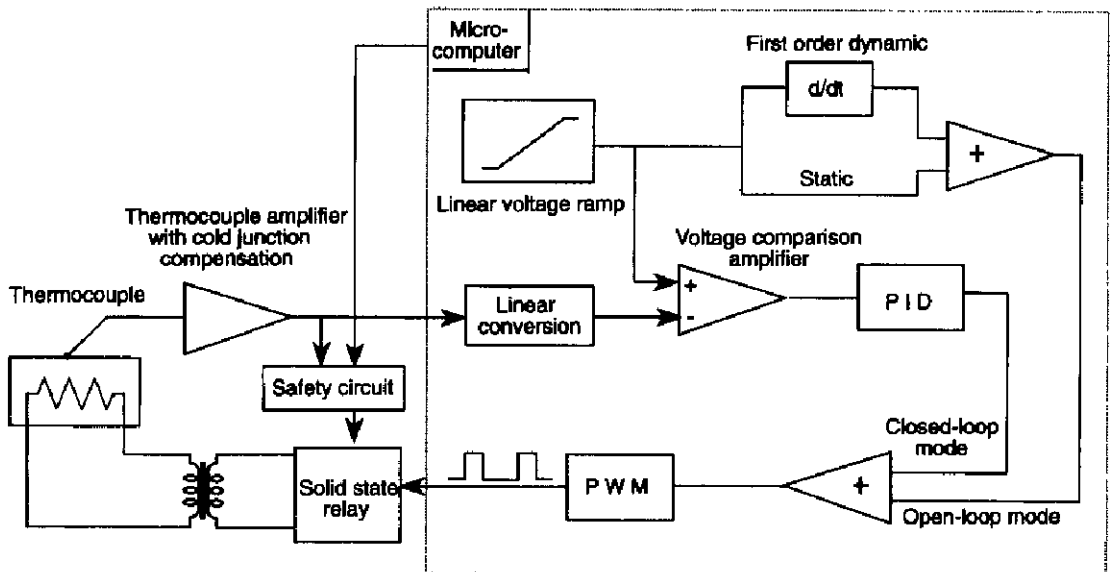 Micro-
computer
First order dynamic
d/dt
+
Static
Linear voltage ramp
Thermocouple amplifier
with cold junction
compensation
Voltage comparison
amplifier
Thermocouple
Linear
conversion
+
-
P I D
Safety circuit
Closed-loop
mode
Solid state
relay
P W M
+
Open-loop mode